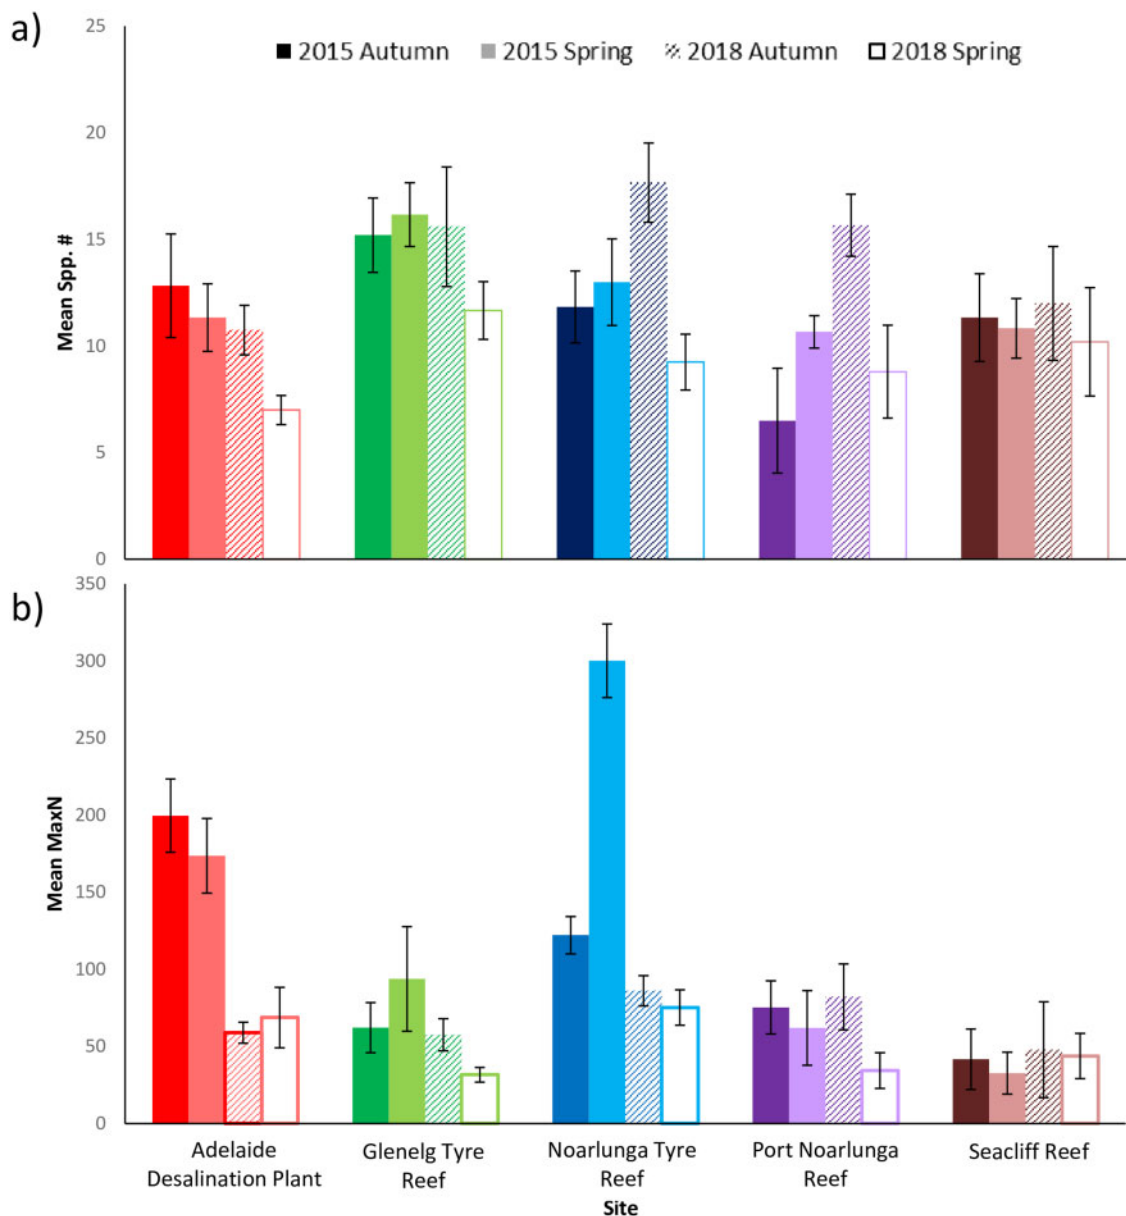 a)
25
2015 Autumn 2015 Spring 2018 Autumn 2018 Spring
20
15
10
5
0
Mean Spp. #
b)
350
300
250
200
150
100
50
0
Mean MaxN
Adelaide Desalination Plant
Glenelg Tyre Reef
Noarlunga Tyre Reef
Port Noarlunga Reef
Seacliff Reef
Site